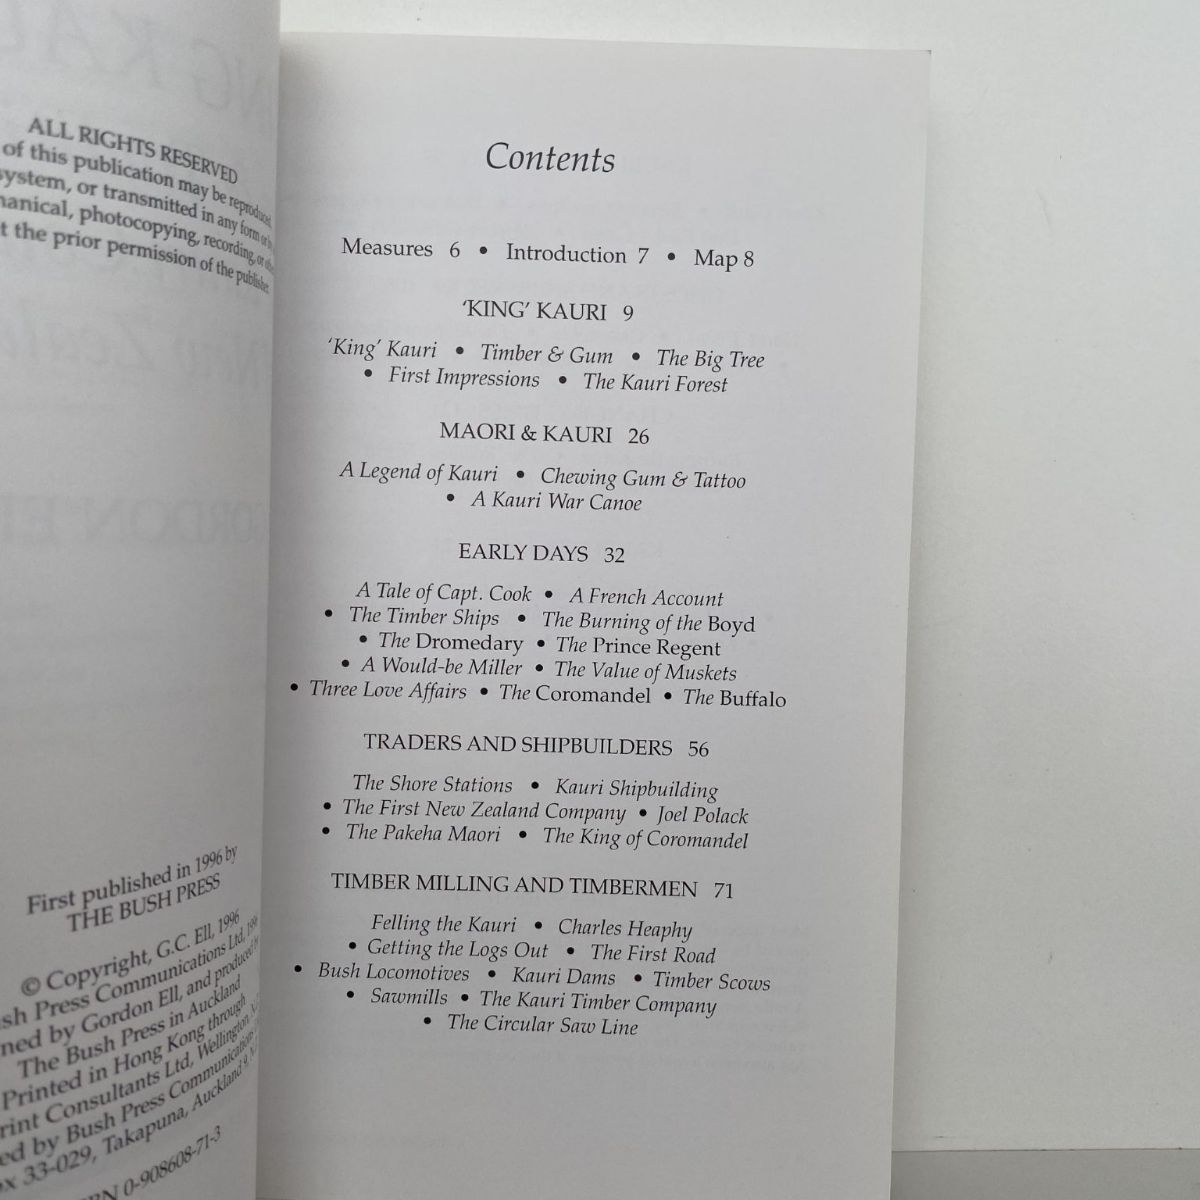 ALL RIGHTS RESERVED
of this publication may be reproduced
system, or transmitted in any form or
photocopying, recording, or
the prior permission of the publisher
First published in 1996 by
THE BUSH PRESS
© Copyright, G.C. Ell, 1996
Press Communications Ltd,
by Gordon Ell, and produced
The Bush Press in Auckland
Printed in Hong Kong through
Consultants Ltd, Wellington,
by Bush Press Communications
33-029, Takapuna, Auckland 9,
0-908608-71-3
Contents
Measures 6 • Introduction 7 • Map 8
‘KING’ KAURI 9
‘King’ Kauri • Timber & Gum • The Big Tree
• First Impressions • The Kauri Forest
MAORI & KAURI 26
A Legend of Kauri • Chewing Gum & Tattoo
• A Kauri War Canoe
EARLY DAYS 32
A Tale of Capt. Cook • A French Account
• The Timber Ships • The Burning of the Boyd
• The Dromedary • The Prince Regent
• A Would-be Miller • The Value of Muskets
• Three Love Affairs • The Coromandel • The Buffalo
TRADERS AND SHIPBUILDERS 56
The Shore Stations • Kauri Shipbuilding
• The First New Zealand Company • Joel Polack
• The Pakeha Maori • The King of Coromandel
TIMBER MILLING AND TIMBERMEN 71
Felling the Kauri • Charles Heaphy
• Getting the Logs Out • The First Road
• Bush Locomotives • Kauri Dams • Timber Scows
• Sawmills • The Kauri Timber Company
• The Circular Saw Line